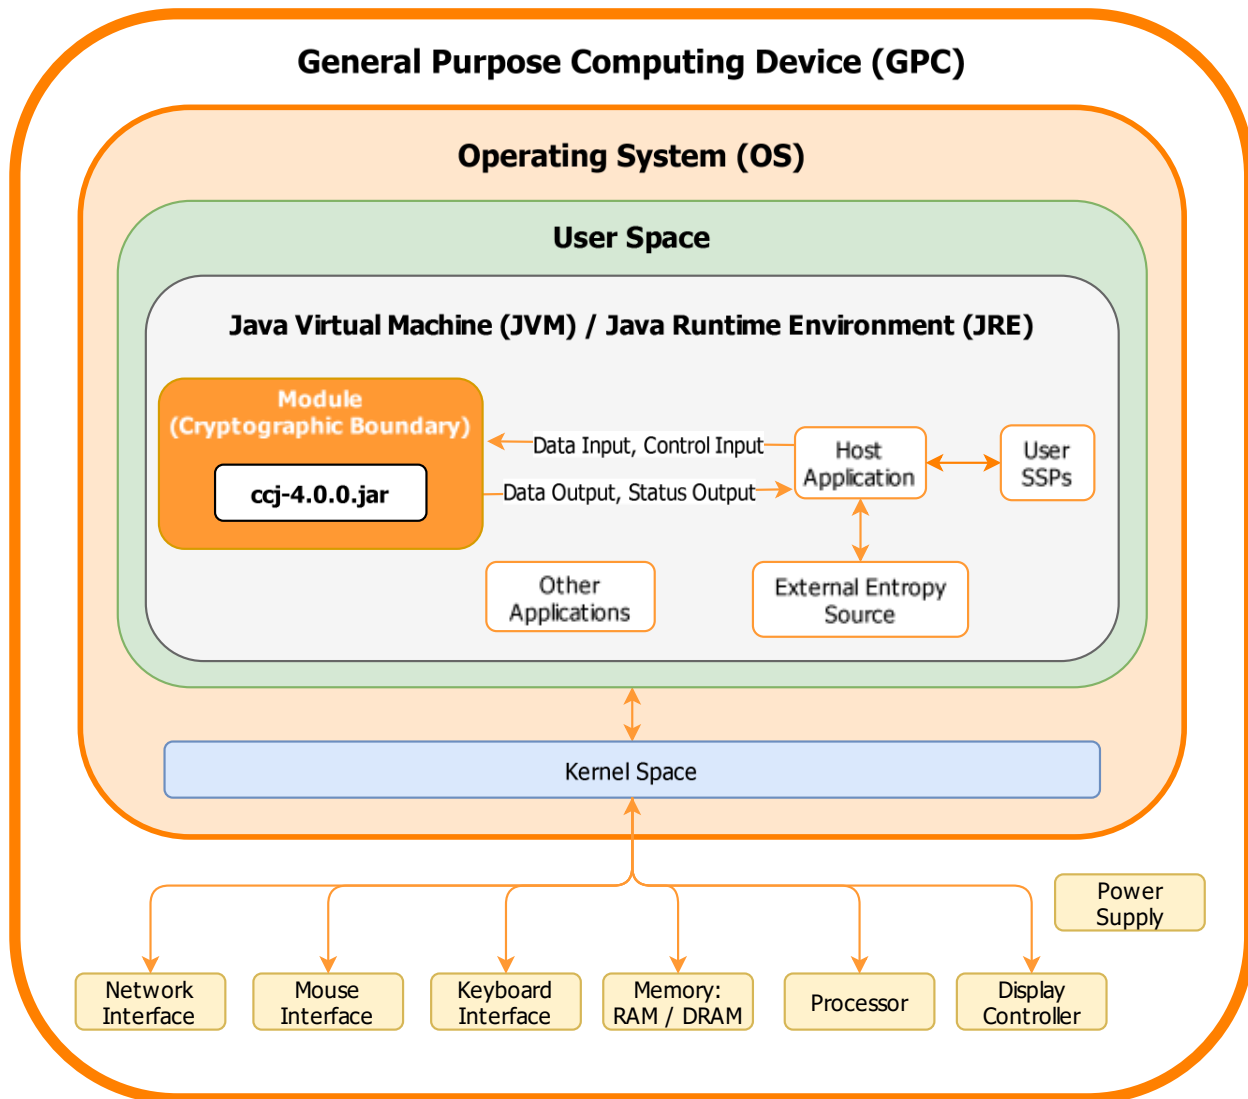 General Purpose Computing Device (GPC)
Operating System (OS)
User Space
Java Virtual Machine (JVM) / Java Runtime Environment (JRE)
Module
(Cryptographic Boundary)
ccj-4.0.0.jar
Data Input, Control Input
Data Output, Status Output
Host
Application
User
SSPs
Other
Applications
External Entropy
Source
Kernel Space
Power
Supply
Network
Interface
Mouse
Interface
Keyboard
Interface
Memory:
RAM / DRAM
Processor
Display
Controller